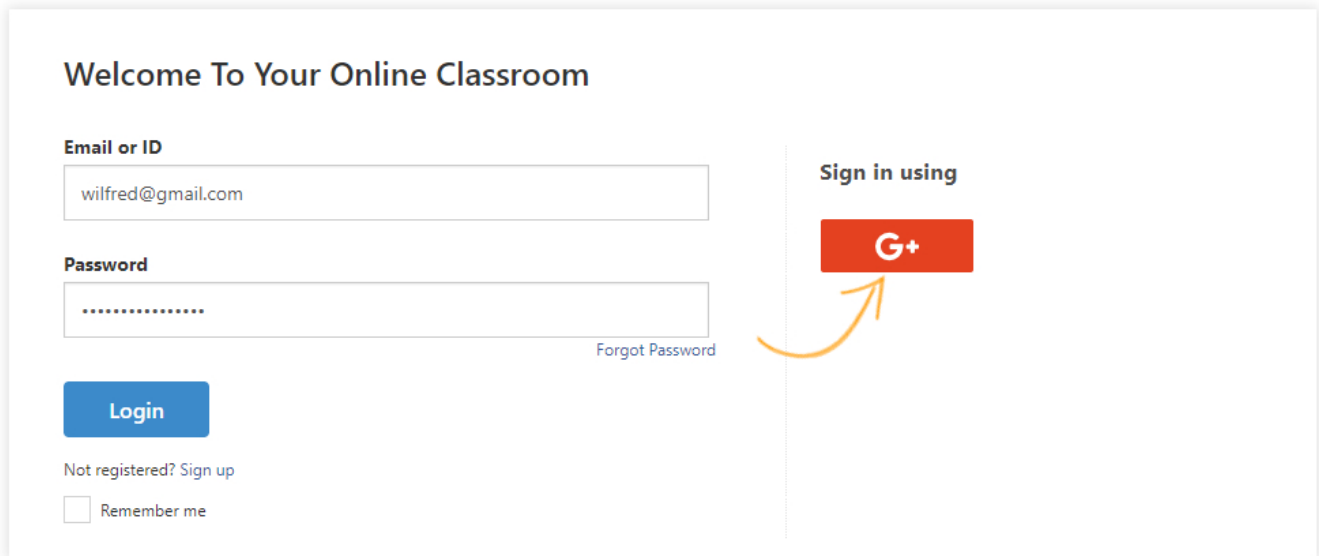 Welcome To Your Online Classroom
Email or ID
wilfred@gmail.com
Password
••••••••••••••••
Forgot Password
Login
Not registered? Sign up
Remember me
Sign in using
G+